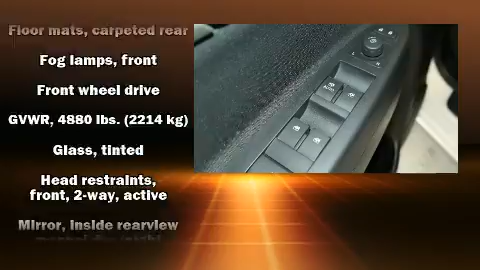 Floor mats, carpeted rear
Fog lamps, front
Front wheel drive
GVWR, 4880 lbs. (2214 kg)
Glass, tinted
Head restraints,
front, 2-way, active
Mirror, inside rearview
AUTO